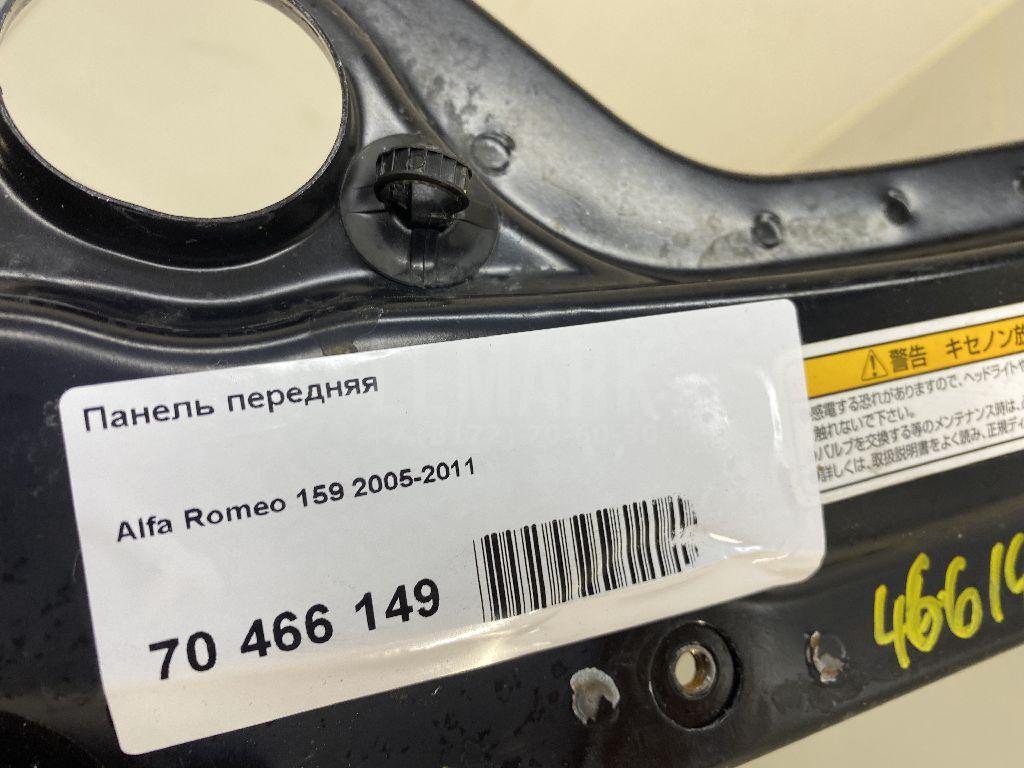 Панель передняя
Alfa Romeo 159 2005-2011
70 466 149
警告 キセノン放
感電する恐れがありますので、ヘッドライトや
触れないで下さい。
バルブを交換する等のメンテナンス時は、
詳しくは、取扱説明書をよく読み、正規ディ
4661